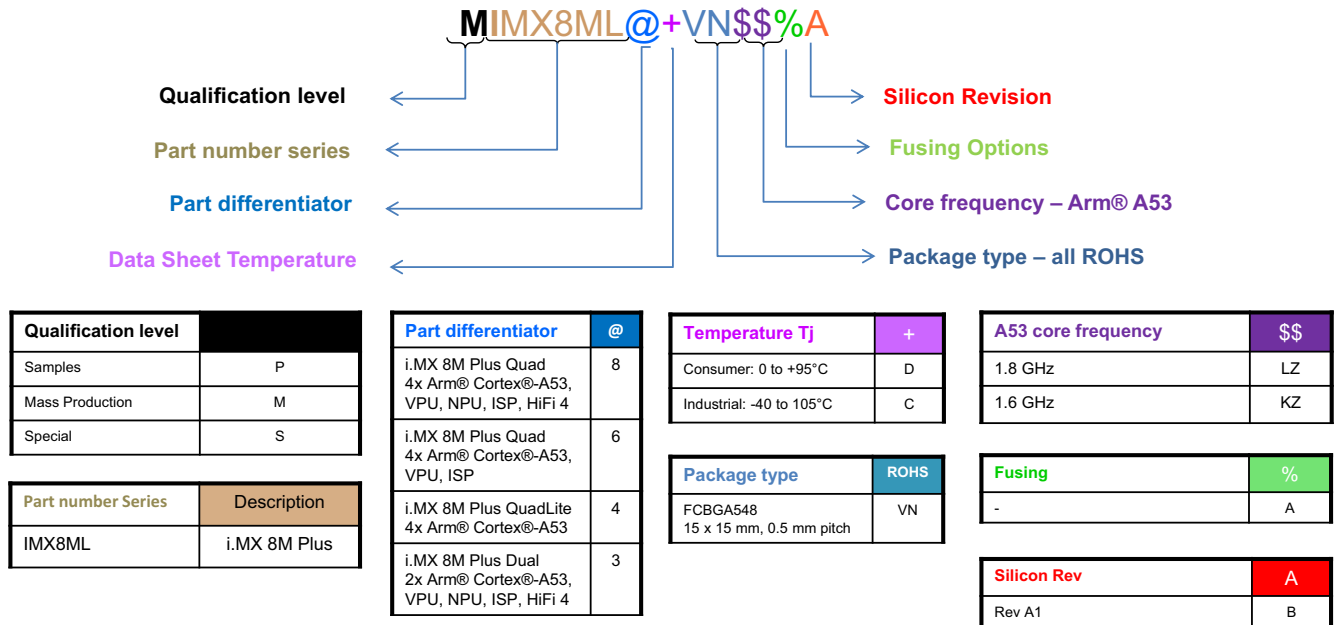 MIMX8ML@+VN$$%A
Qualification level
Silicon Revision
Part number series
Fusing Options
Part differentiator
Core frequency – Arm® A53
Data Sheet Temperature
Package type – all ROHS
Qualification level
Samples P
Mass Production M
Special S
Part number Series Description
IMX8ML i.MX 8M Plus
Part differentiator @
i.MX 8M Plus Quad 8
4x Arm® Cortex®-A53,
VPU, NPU, ISP, HiFi 4
i.MX 8M Plus Quad 6
4x Arm® Cortex®-A53,
VPU, ISP
i.MX 8M Plus QuadLite 4
4x Arm® Cortex®-A53
i.MX 8M Plus Dual 3
2x Arm® Cortex®-A53,
VPU, NPU, ISP, HiFi 4
Temperature Tj +
Consumer: 0 to +95°C D
Industrial: -40 to 105°C C
Package type ROHS
FCBGA548 VN
15 x 15 mm, 0.5 mm pitch
A53 core frequency $$
1.8 GHz LZ
1.6 GHz KZ
Fusing %
- A
Silicon Rev A
Rev A1 B